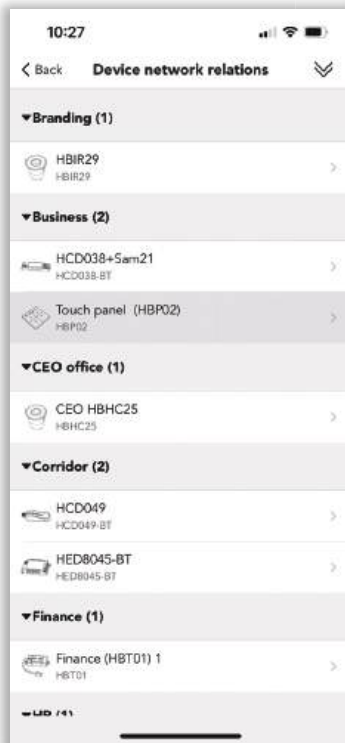 10:27
Back Device network relations
Branding (1)
HBIR29
HBIR29
Business (2)
HCD038+Sam21
HCD038-BT
Touch panel (HBP02)
HBP02
CEO office (1)
CEO HBHC25
HBHC25
Corridor (2)
HCD049
HCD049-BT
HED8045-BT
HED8045-BT
Finance (1)
Finance (HBT01) 1
HBT01